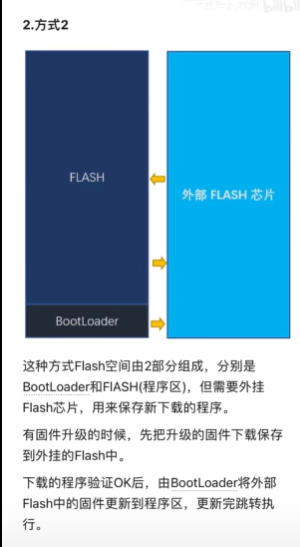 2.方式2
FLASH
外部 FLASH 芯片
BootLoader
这种方式Flash空间由2部分组成，分别是
BootLoader和FlASH(程序区)，但需要外挂
Flash芯片，用来保存新下载的程序。
有固件升级的时候，先把升级的固件下载保存
到外挂的Flash中。
下载的程序验证OK后，由BootLoader将外部
Flash中的固件更新到程序区，更新完跳转执
行。